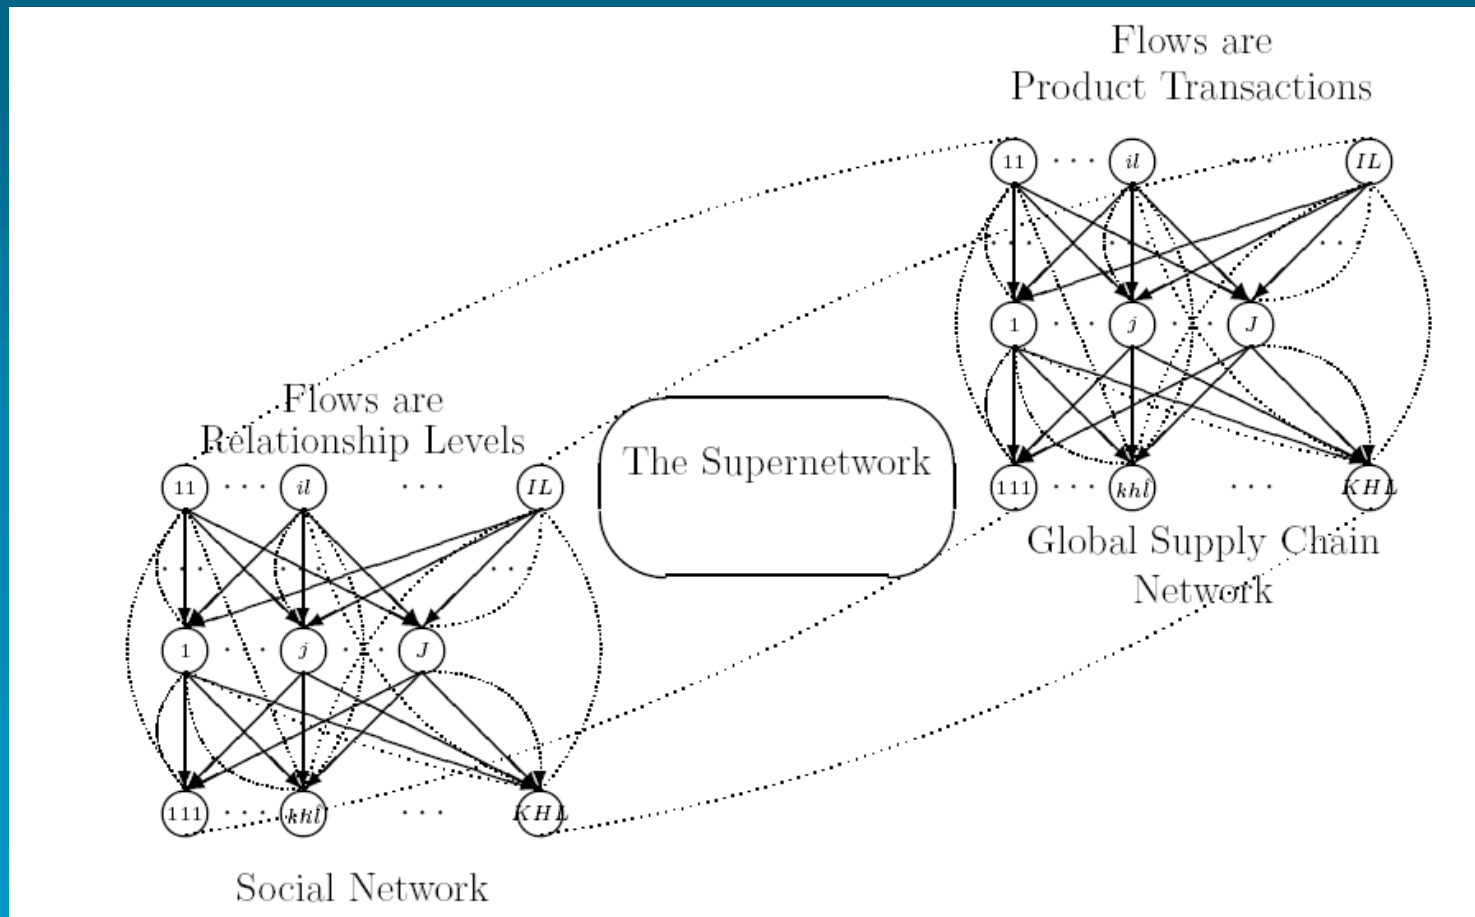 Flows are
Product Transactions
11 · · · il · · · IL
1 · · · j · · · J
111 · · · khl̂ · · · KHL
Global Supply Chain
Network
The Supernetwork
Flows are
Relationship Levels
11 · · · il · · · IL
1 · · · j · · · J
111 · · · khl̂ · · · KHL
Social Network